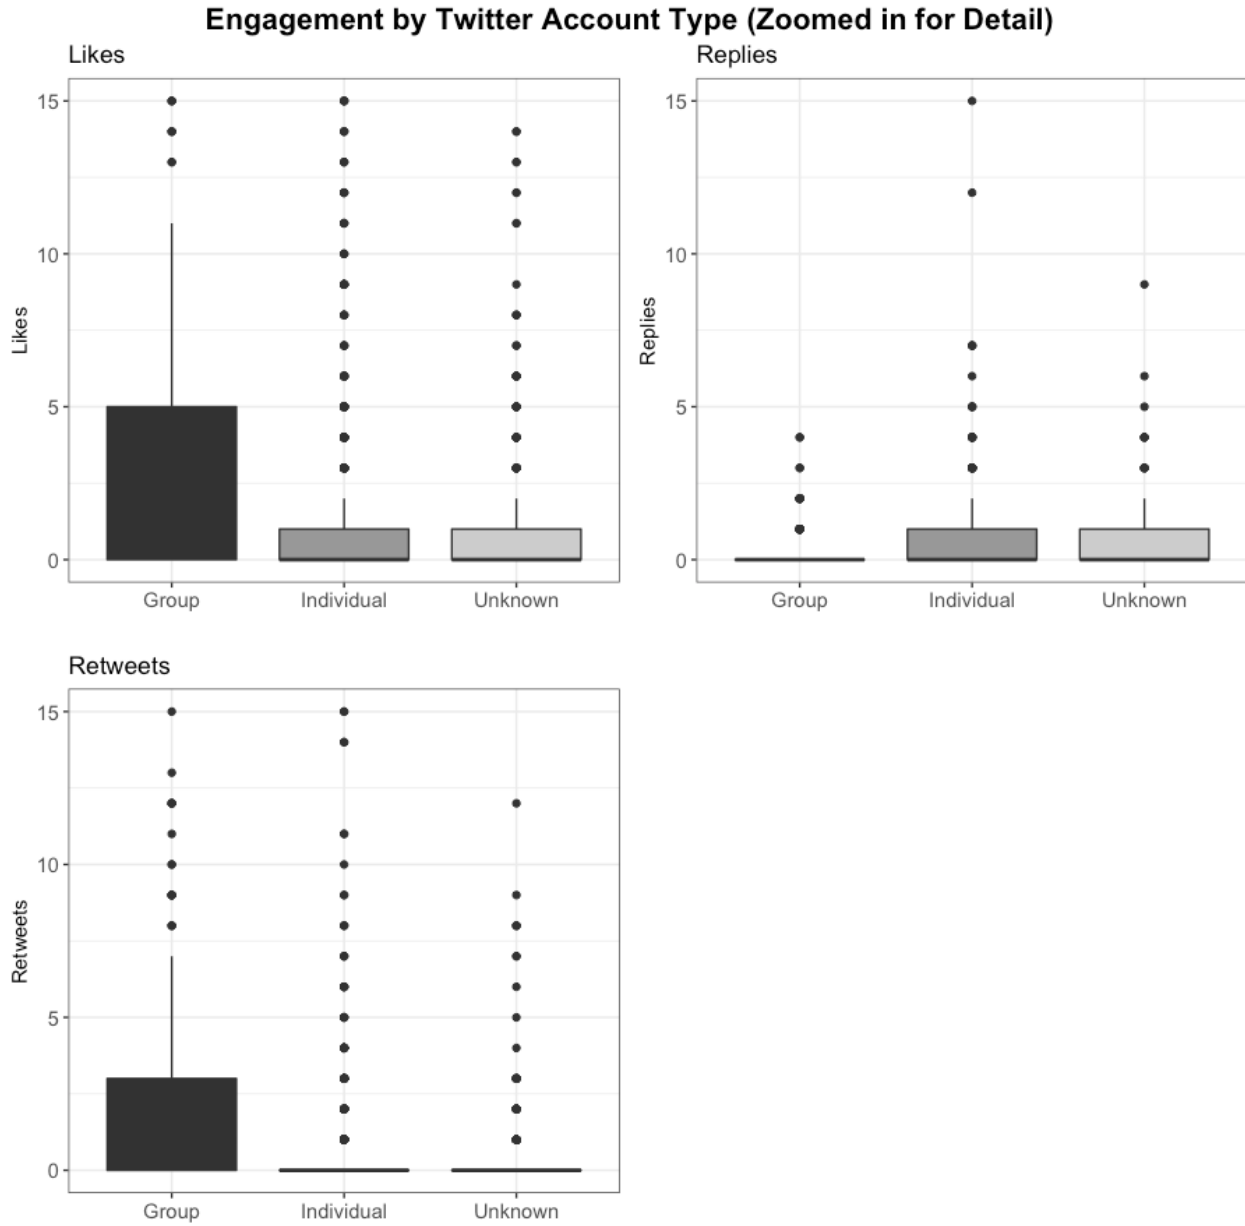 Engagement by Twitter Account Type (Zoomed in for Detail)
Likes
15
10
5
0
Likes
Group Individual Unknown
Replies
15
10
5
0
Replies
Group Individual Unknown
Retweets
15
10
5
0
Retweets
Group Individual Unknown